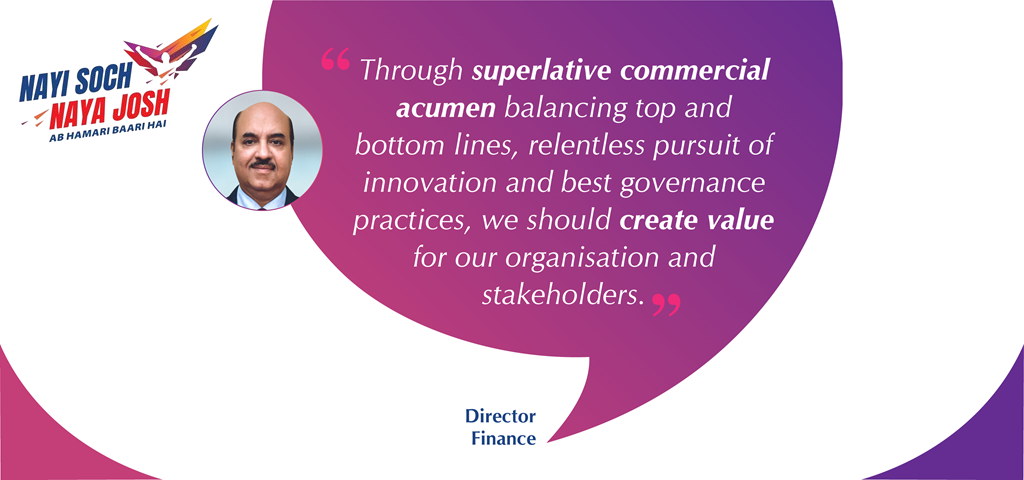 NAYI SOCH
NAYA JOSH
AB HAMARI BAARI HAI
“ Through superlative commercial
acumen balancing top and
bottom lines, relentless pursuit of
innovation and best governance
practices, we should create value
for our organisation and
stakeholders. ”
Director
Finance